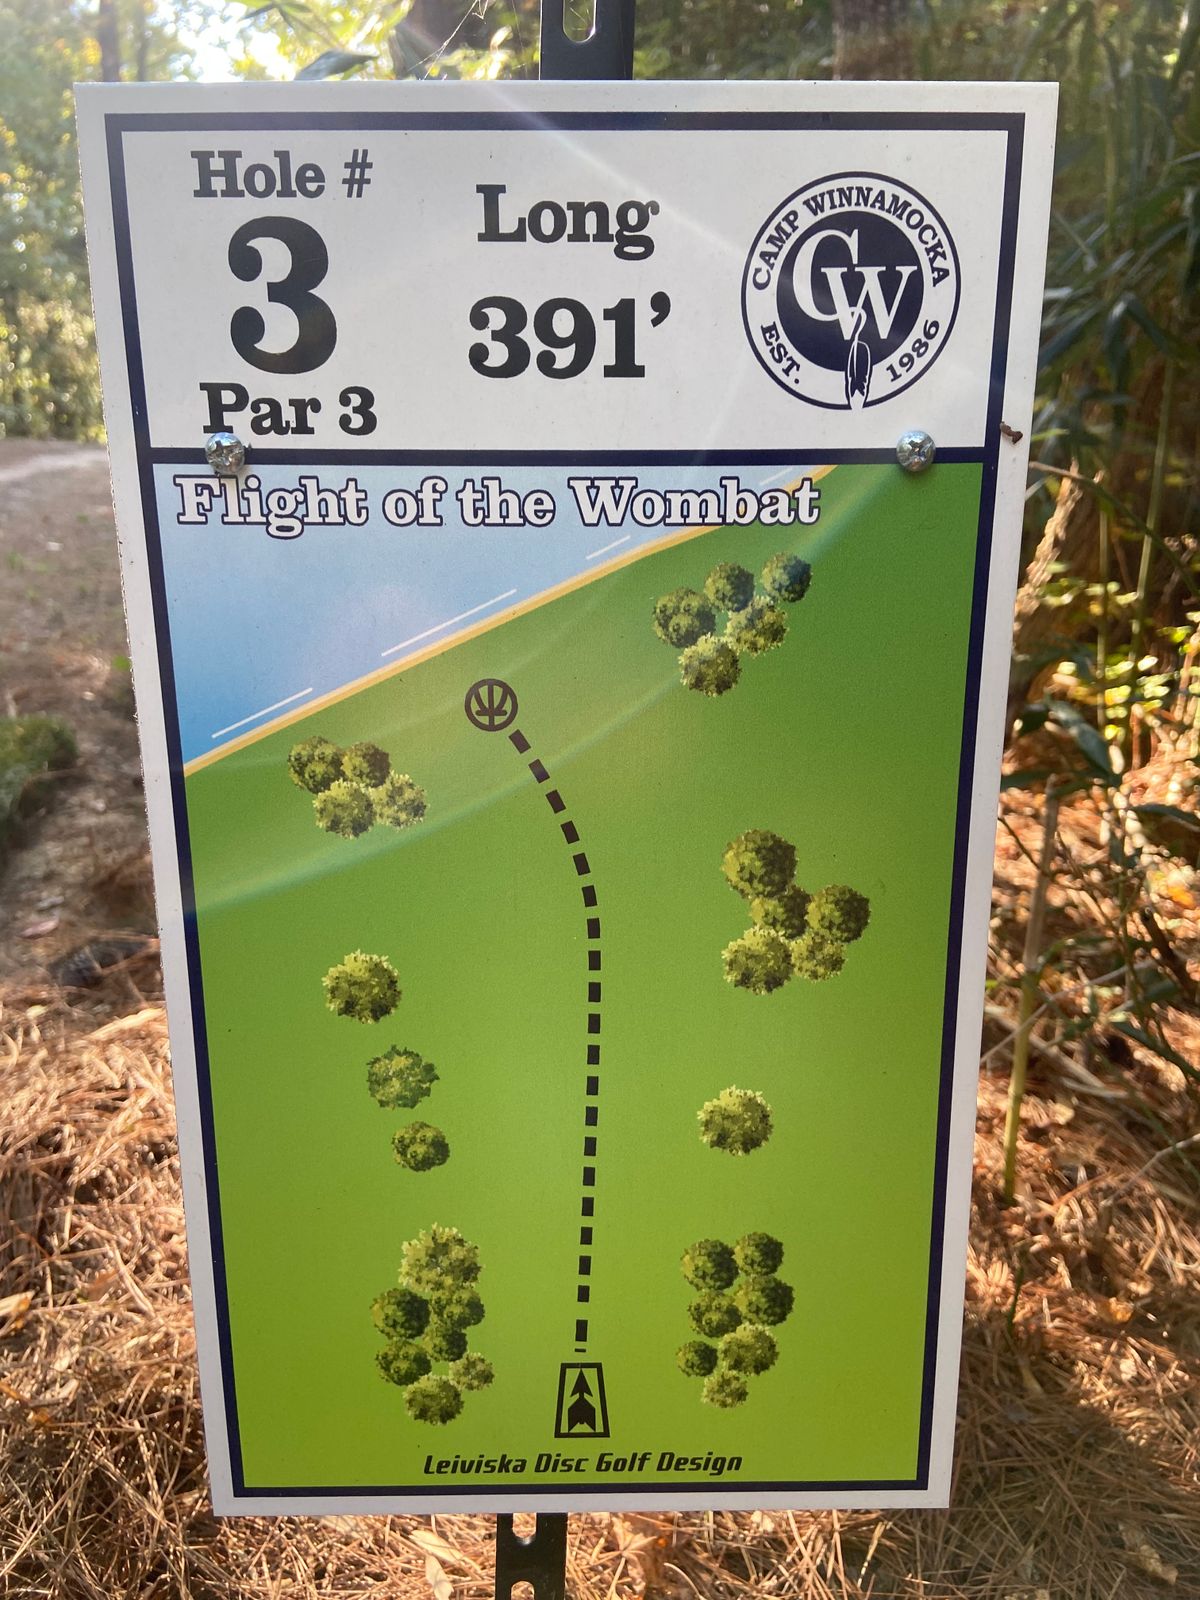 Hole #
3
Par 3
Long
391’
CAMP WINNAMOCKA
CW
EST. 1986
Flight of the Wombat
Leiviska Disc Golf Design